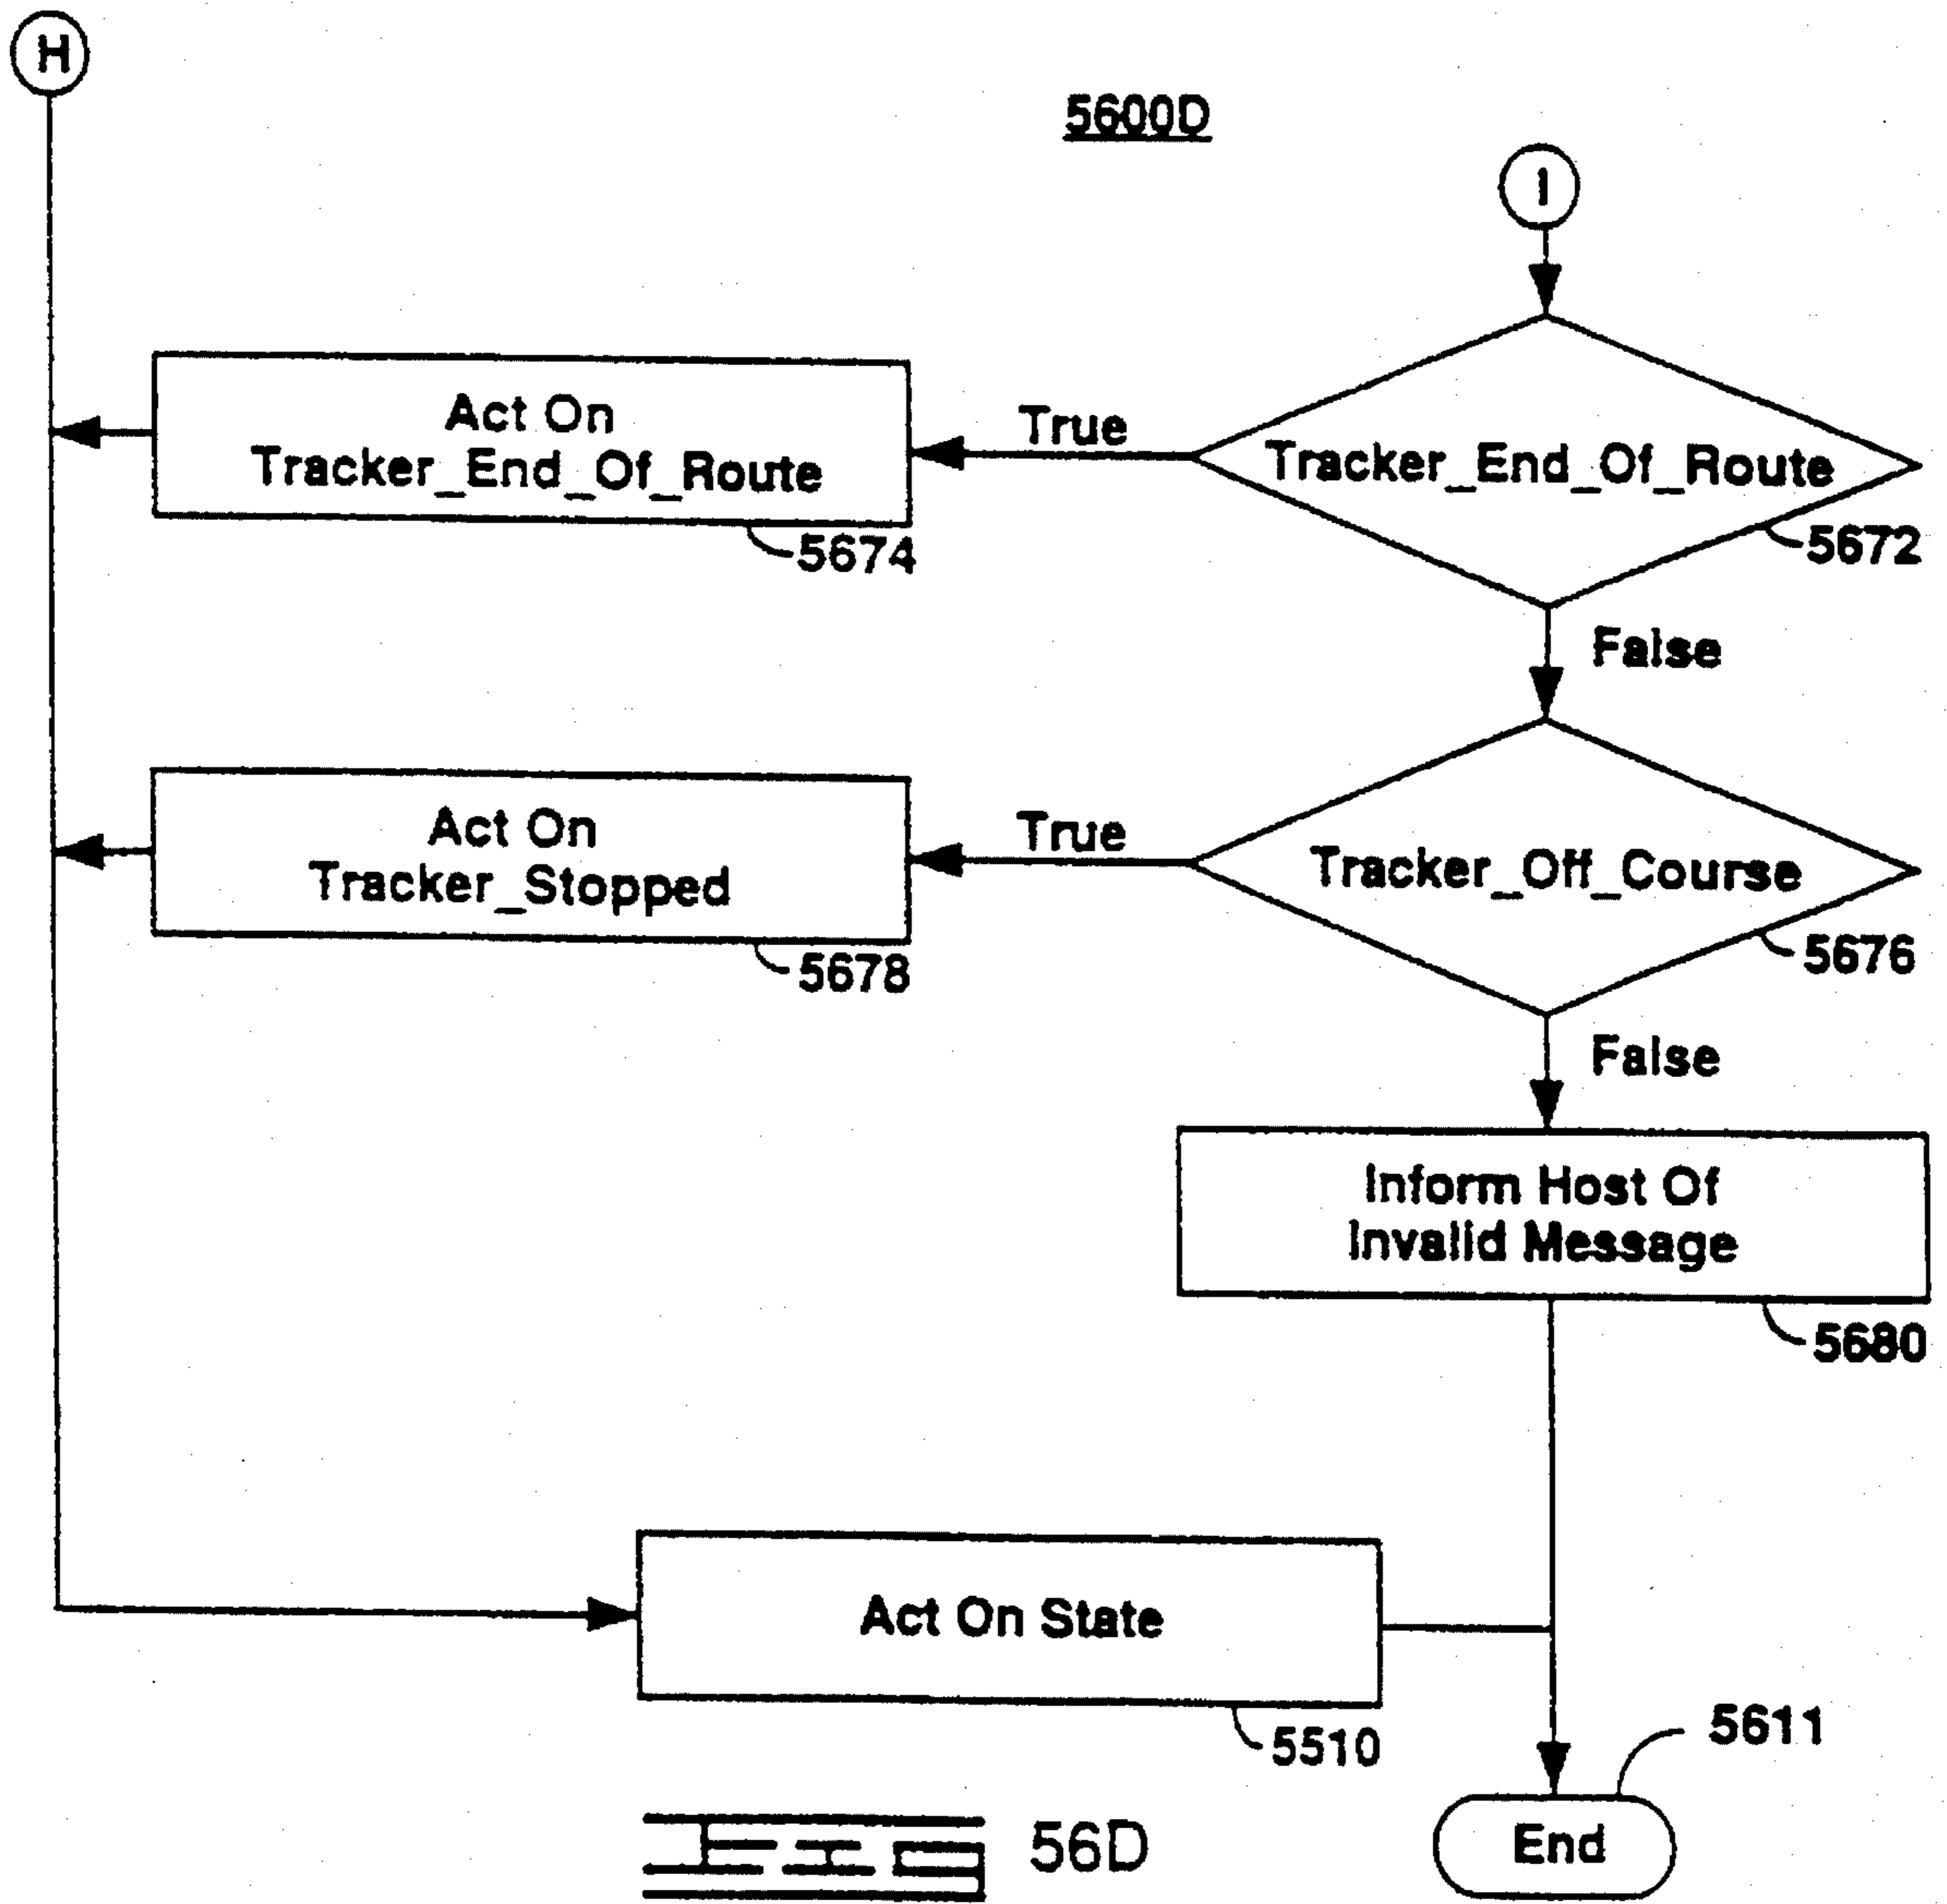 H
5600D
I
Act On
Tracker_End_Of_Route
True
Tracker_End_Of_Route
5674
5672
False
Act On
Tracker_Stopped
True
Tracker_Off_Course
5678
5676
False
Inform Host Of
Invalid Message
5680
Act On State
5510
5611
End
FIG 56D